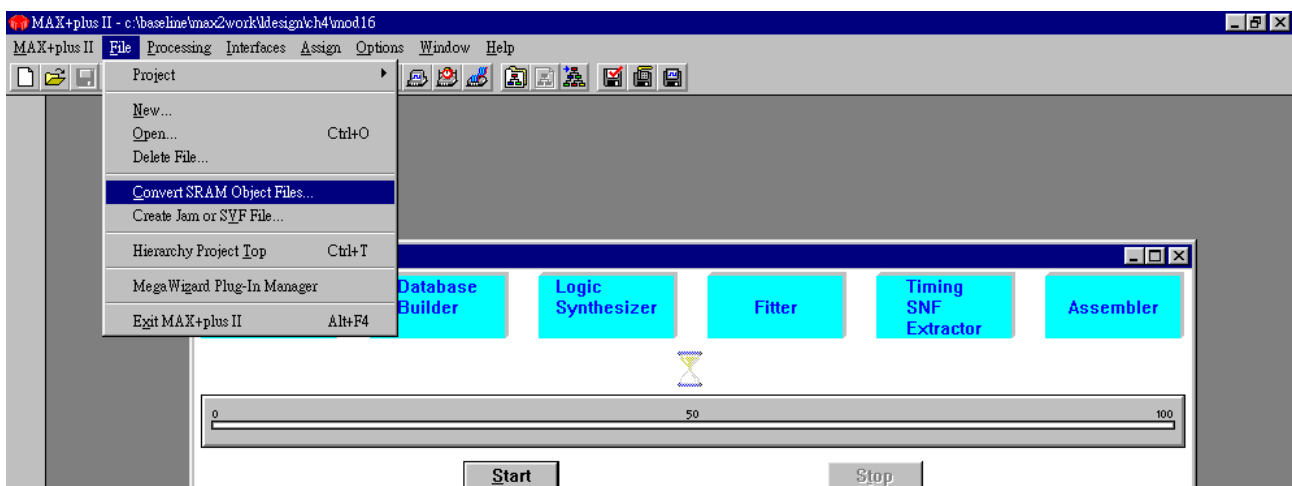 MAX+plus II - c:\baseline\max2work\ldesign\ch4\mod16
MAX+plus II File Processing Interfaces Assign Options Window Help
Project
New...
Open... Ctrl+O
Delete File...
Convert SRAM Object Files...
Create Jam or SVF File...
Hierarchy Project Top Ctrl+T
MegaWizard Plug-In Manager
Exit MAX+plus II Alt+F4
Database
Builder
Logic
Synthesizer
Fitter
Timing
SNF
Extractor
Assembler
0 50 100
Start Stop